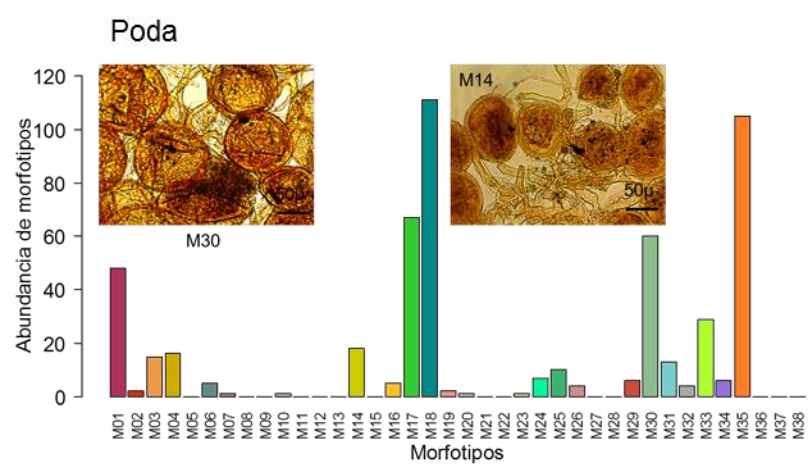 Poda
120
100
80
60
40
20
0
Abundancia de morfotipos
50µ
M30
M14
50µ
M01
M02
M03
M04
M05
M06
M07
M08
M09
M10
M11
M12
M13
M14
M15
M16
M17
M18
M19
M20
M21
M22
M23
M24
M25
M26
M27
M28
M29
M30
M31
M32
M33
M34
M35
M36
M37
M38
Morfotipos